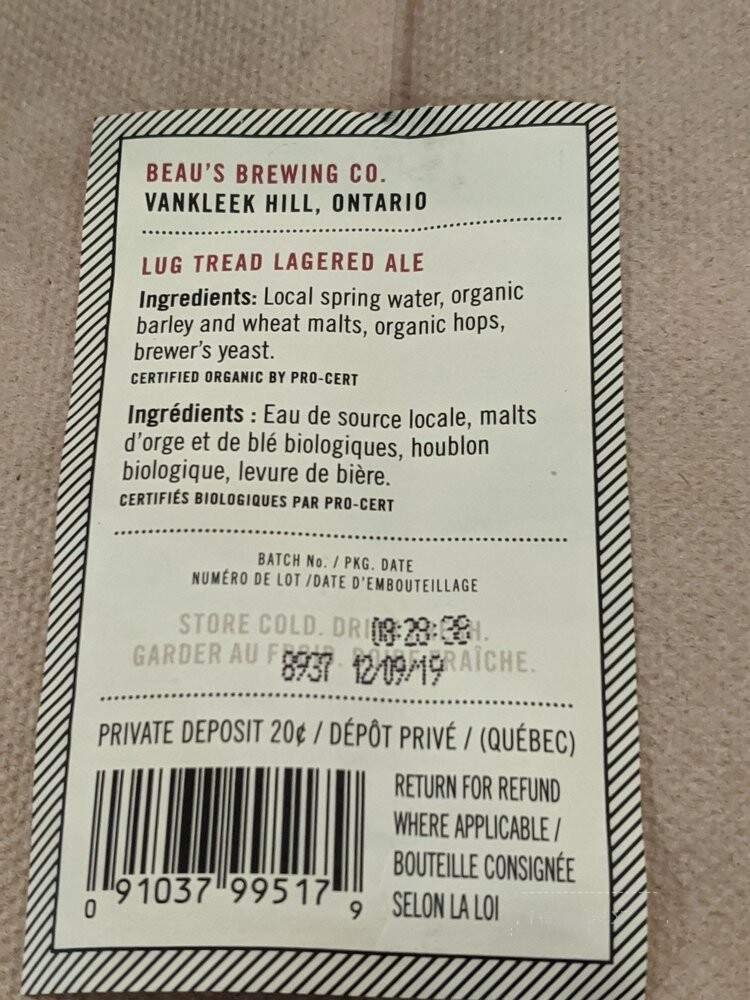 BEAU'S BREWING CO.
VANKLEEK HILL, ONTARIO
LUG TREAD LAGERED ALE
Ingredients: Local spring water, organic
barley and wheat malts, organic hops,
brewer's yeast.
CERTIFIED ORGANIC BY PRO-CERT
Ingrédients : Eau de source locale, malts
d'orge et de blé biologiques, houblon
biologique, levure de bière.
CERTIFIÉS BIOLOGIQUES PAR PRO-CERT
BATCH No. / PKG. DATE
NUMÉRO DE LOT /DATE D'EMBOUTEILLAGE
STORE COLD.
GARDER AU
8937 12/09/19
PRIVATE DEPOSIT 20¢ / DÉPÔT PRIVÉ / (QUÉBEC)
RETURN FOR REFUND
WHERE APPLICABLE /
BOUTEILLE CONSIGNÉE
SELON LA LOI
0 91037 99517 9